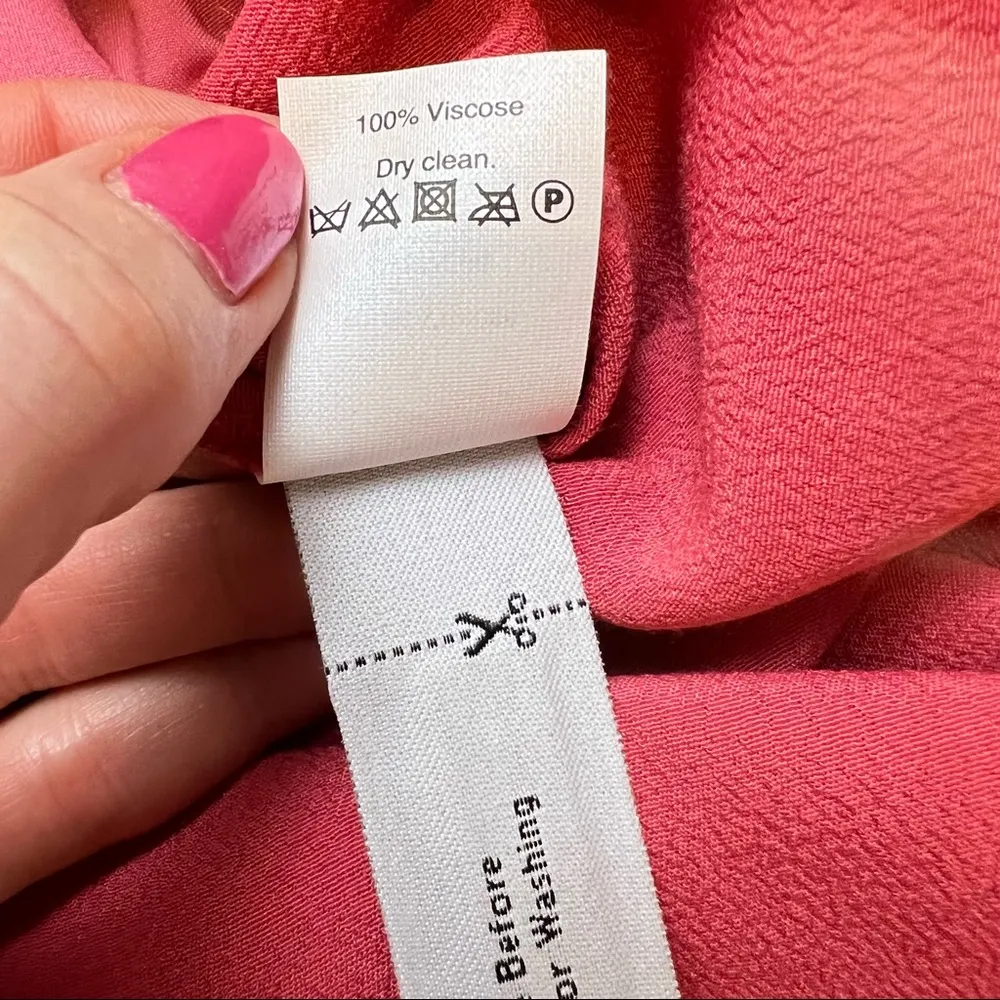 100% Viscose
Dry clean.
P
Before
or Washing